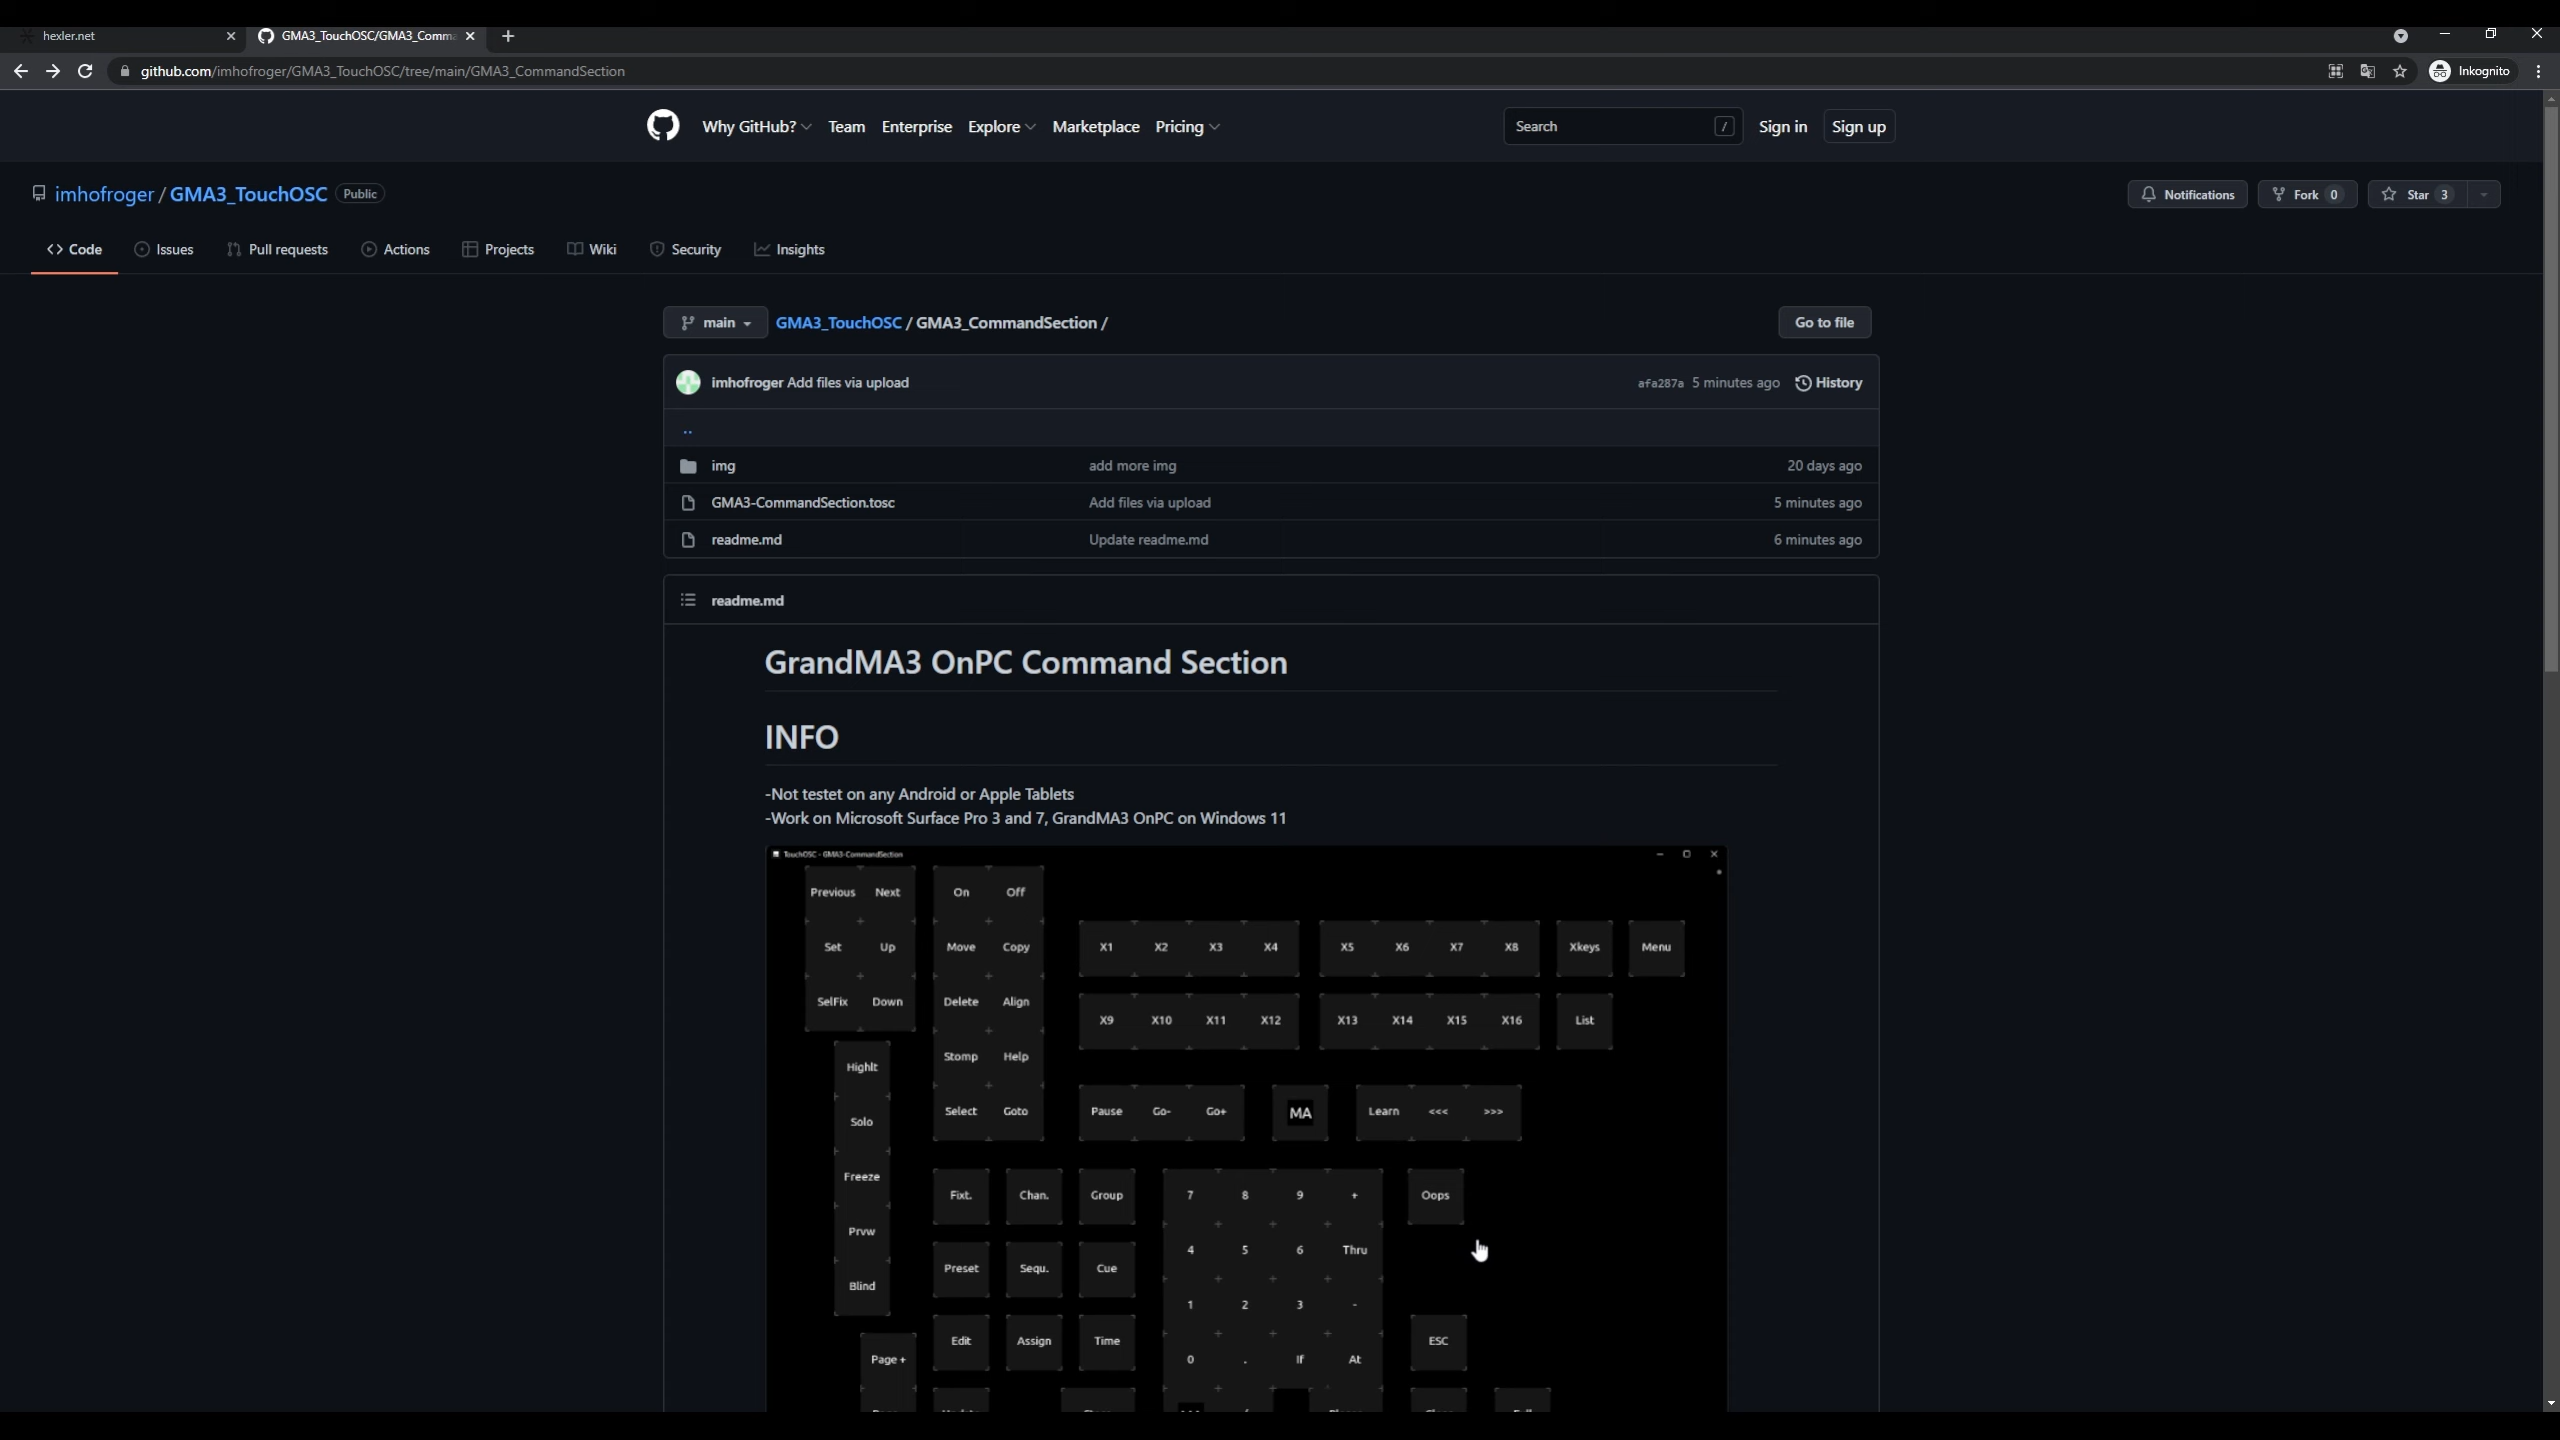 hexler.net
GMA3_TouchOSC/GMA3_Comm
github.com/imhofroger/GMA3_TouchOSC/tree/main/GMA3_CommandSection
Inkognito
Why GitHub? Team Enterprise Explore Marketplace Pricing
Search /
Sign in Sign up
imhofroger / GMA3_TouchOSC Public
Notifications Fork 0 Star 3
Code Issues Pull requests Actions Projects Wiki Security Insights
main GMA3_TouchOSC / GMA3_CommandSection / Go to file
imhofroger Add files via upload afa287a 5 minutes ago History
..
img add more img 20 days ago
GMA3-CommandSection.tosc Add files via upload 5 minutes ago
readme.md Update readme.md 6 minutes ago
readme.md
GrandMA3 OnPC Command Section
INFO
-Not testet on any Android or Apple Tablets
-Work on Microsoft Surface Pro 3 and 7, GrandMA3 OnPC on Windows 11
TouchOSC - GMA3-CommandSection
Previous Next On Off
Set Up Move Copy X1 X2 X3 X4 X5 X6 X7 X8 Xkeys Menu
SelFix Down Delete Align X9 X10 X11 X12 X13 X14 X15 X16 List
Highlt Stomp Help
Solo Select Goto Pause Go- Go+ MA Learn <<< >>>
Freeze Fixt. Chan. Group 7 8 9 + Oops
Prvw 4 5 6 Thru
Preset Sequ. Cue
Blind 1 2 3 -
Edit Assign Time ESC
Page + 0 . If At